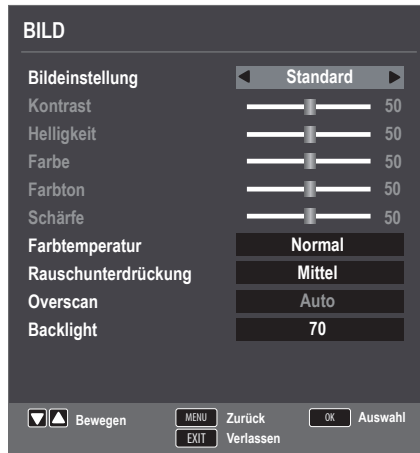 BILD
Bildeinstellung Standard
Kontrast 50
Helligkeit 50
Farbe 50
Farbton 50
Schärfe 50
Farbtemperatur Normal
Rauschunterdrückung Mittel
Overscan Auto
Backlight 70
Bewegen MENU Zurück OK Auswahl
EXIT Verlassen